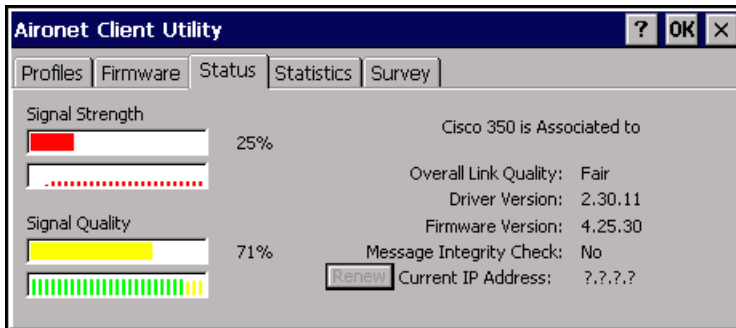 Aironet Client Utility ? OK ×
Profiles Firmware Status Statistics Survey
Signal Strength
25%
Signal Quality
71%
Cisco 350 is Associated to
Overall Link Quality: Fair
Driver Version: 2.30.11
Firmware Version: 4.25.30
Message Integrity Check: No
Renew Current IP Address: ?.?.?.?